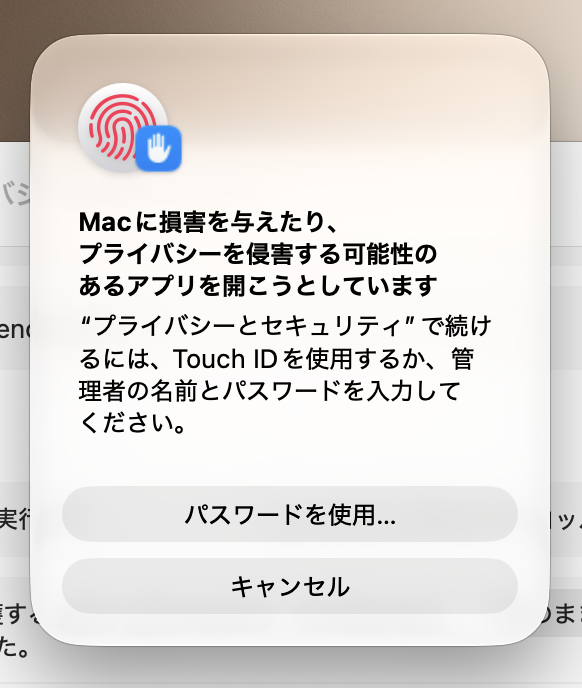 Macに損害を与えたり、
プライバシーを侵害する可能性の
あるアプリを開こうとしています
“プライバシーとセキュリティ” で続け
るには、Touch IDを使用するか、管
理者の名前とパスワードを入力して
ください。
実行
パスワードを使用...
キャンセル
た。